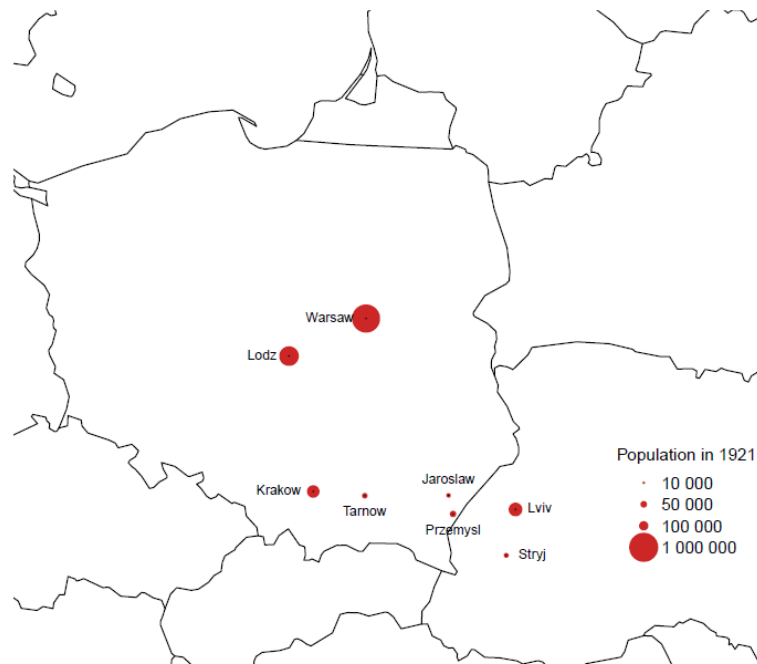 Warsaw
Lodz
Krakow
Tarnow
Jaroslaw
Przemysl
Lviv
Stryj
Population in 1921
10 000
50 000
100 000
1 000 000